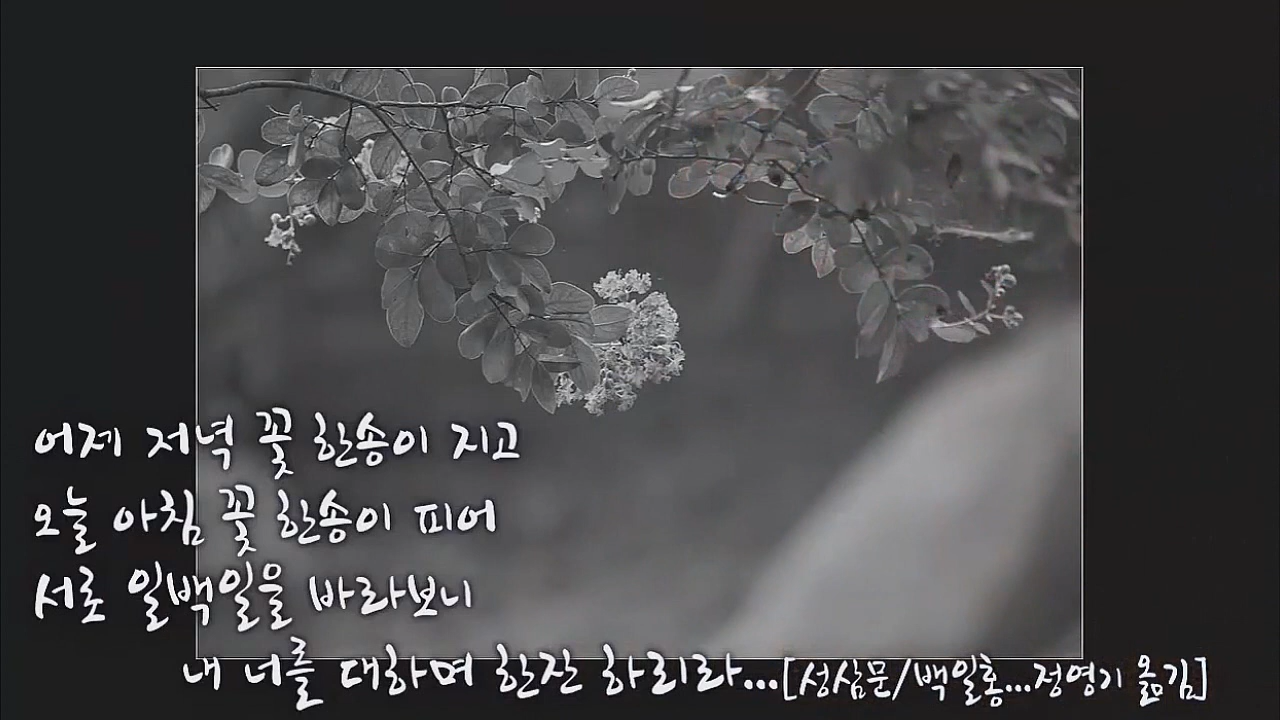 어제 저녁 꽃 한송이 지고
오늘 아침 꽃 한송이 피어
서로 일백일을 바라보니
내 너를 대하며 한잔 하리라...[성삼문/백일홍...정영기 옮김]